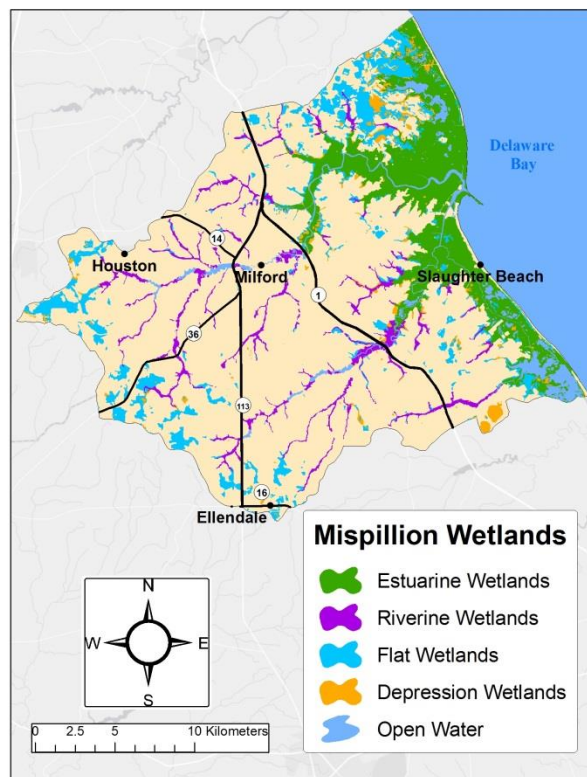 Delaware
Bay
14
Houston
Milford
Slaughter Beach
1
36
113
16
Ellendale
Mispillion Wetlands
Estuarine Wetlands
Riverine Wetlands
Flat Wetlands
Depression Wetlands
Open Water
N
W E
S
0 2.5 5 10 Kilometers